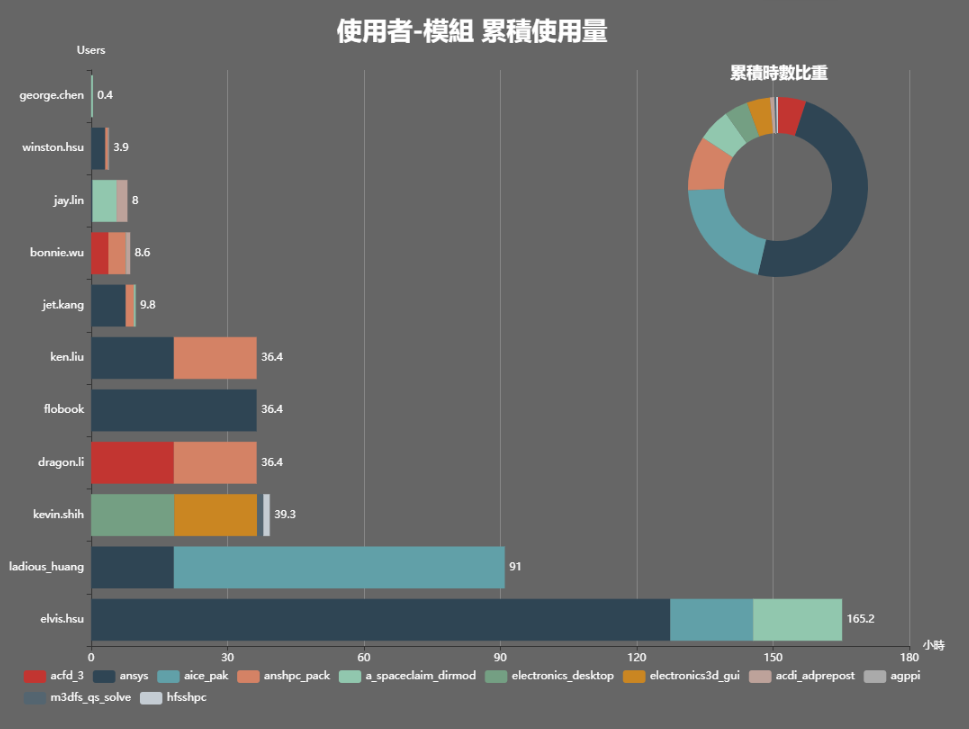 使用者-模組 累積使用量
Users
累積時數比重
george.chen 0.4
winston.hsu 3.9
jay.lin 8
bonnie.wu 8.6
jet.kang 9.8
ken.liu 36.4
flobook 36.4
dragon.li 36.4
kevin.shih 39.3
ladious_huang 91
elvis.hsu 165.2
小時
0 30 60 90 120 150 180
acfd_3 ansys aice_pak anshpc_pack a_spaceclaim_dirmod electronics_desktop electronics3d_gui acdi_adprepost agppi
m3dfs_qs_solve hfsshpc